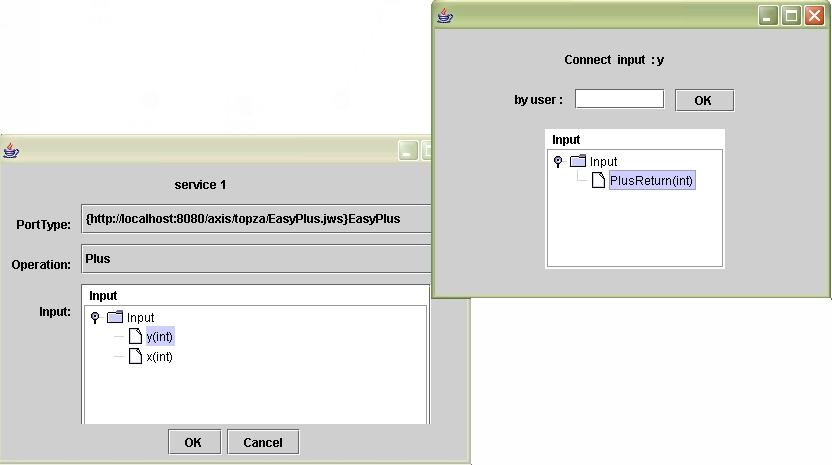 Connect input : y
by user :
OK
Input
Input
PlusReturn(int)
service 1
PortType:
{http://localhost:8080/axis/topza/EasyPlus.jws}EasyPlus
Operation:
Plus
Input:
Input
Input
y(int)
x(int)
OK
Cancel